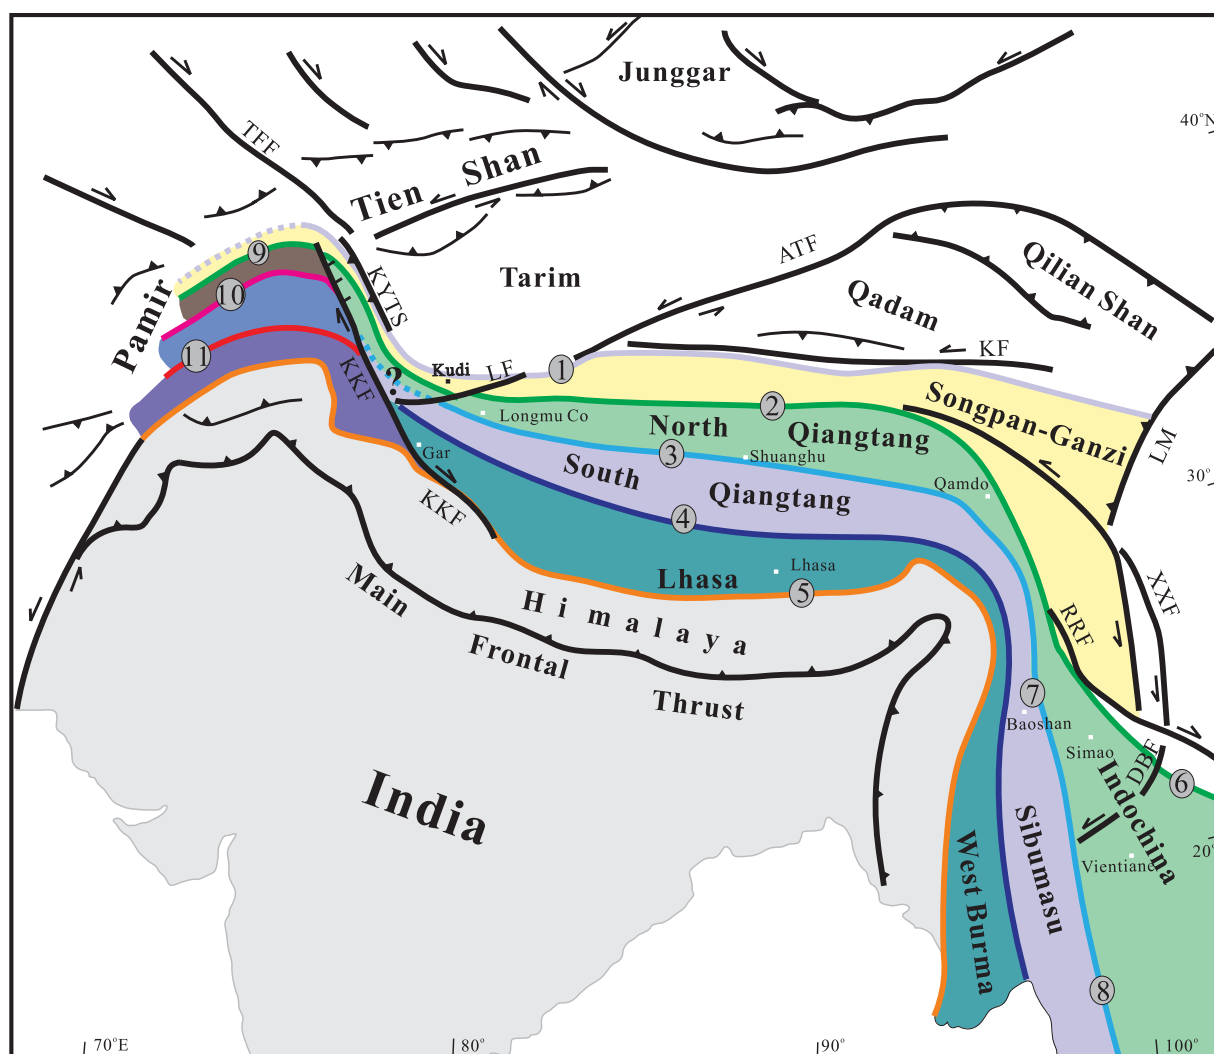 Junggar
40°N
TFF
Tien Shan
ATF
Qilian Shan
9
KYTS
Tarim
10
Qadam
Pamir
KF
11
KKF
Kudi
LF
1
?
2
Songpan-Ganzi
Longmu Co
North Qiangtang
LM
Gar
3
Shuanghu
South Qiangtang
Qamdo
30°
KKF
4
Lhasa
Lhasa
5
Himalaya
XXF
RRF
Main Frontal Thrust
7
Baoshan
Simao
DBF
6
India
Indochina
Sibumasu
West Burma
20°
Vientiane
8
70°E
80°
90°
100°